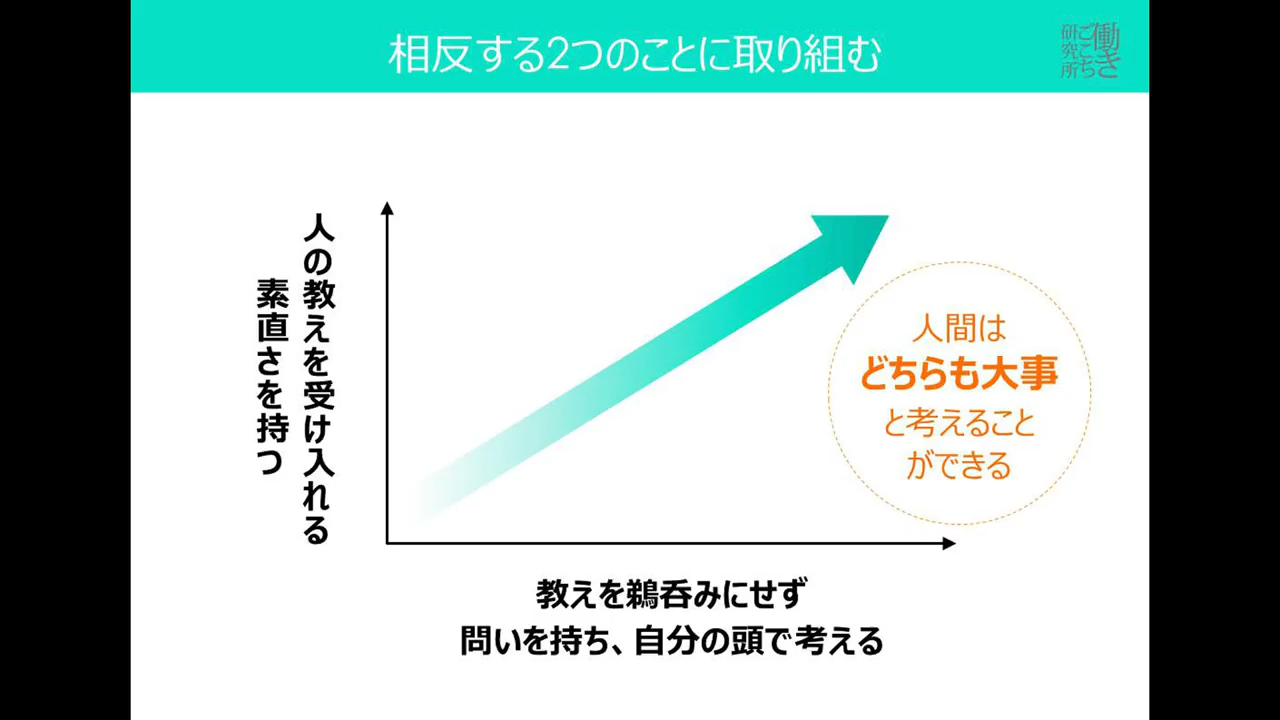 相反する2つのことに取り組む
働き
ごこち
研究所
人の教えを受け入れる
素直さを持つ
人間は
どちらも大事
と考えること
ができる
教えを鵜呑みにせず
問いを持ち、自分の頭で考える